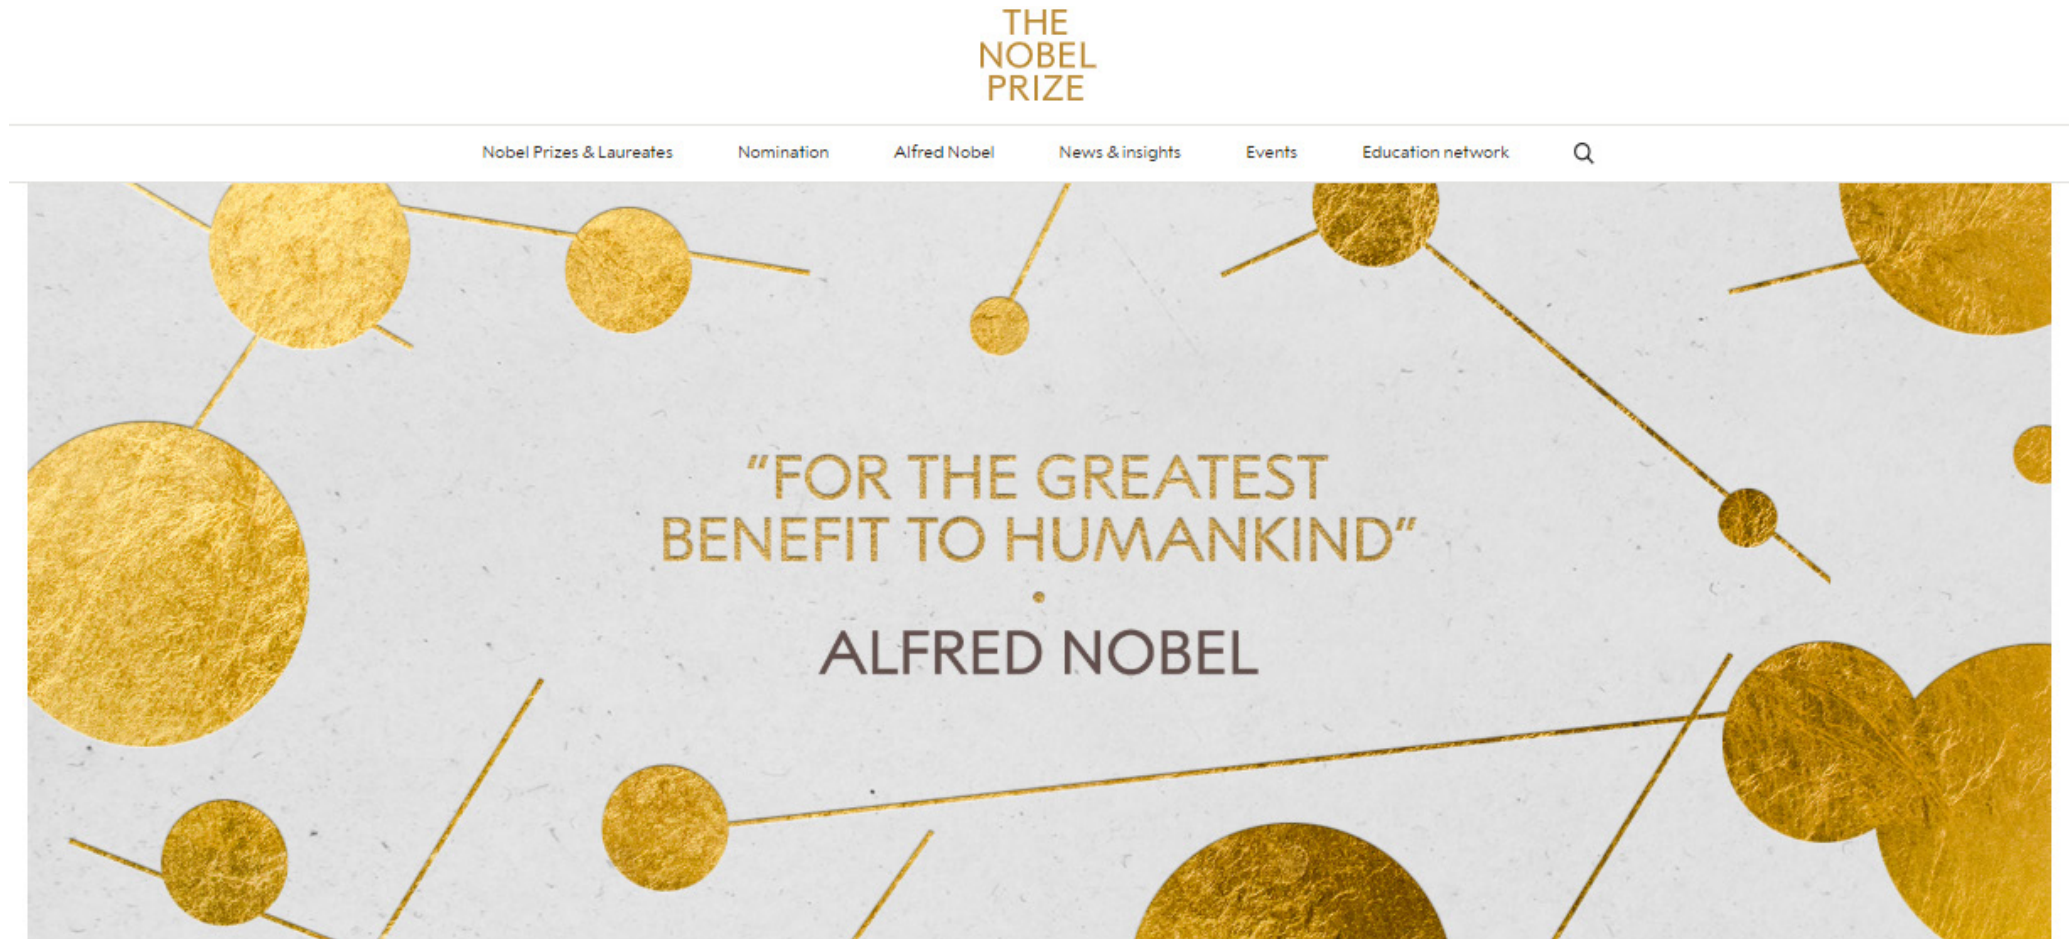 THE
NOBEL
PRIZE
Nobel Prizes & Laureates Nomination Alfred Nobel News & insights Events Education network
“FOR THE GREATEST
BENEFIT TO HUMANKIND”
ALFRED NOBEL